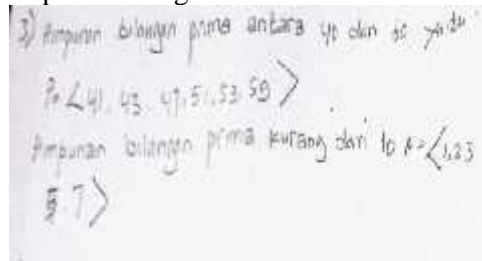 3) Himpunan bilangan prima antara 40 dan yaitu
P= <41, 43, 47, 51, 53, 59>
Himpunan bilangan prima kurang dari 10 = <1,2,3
5.7>